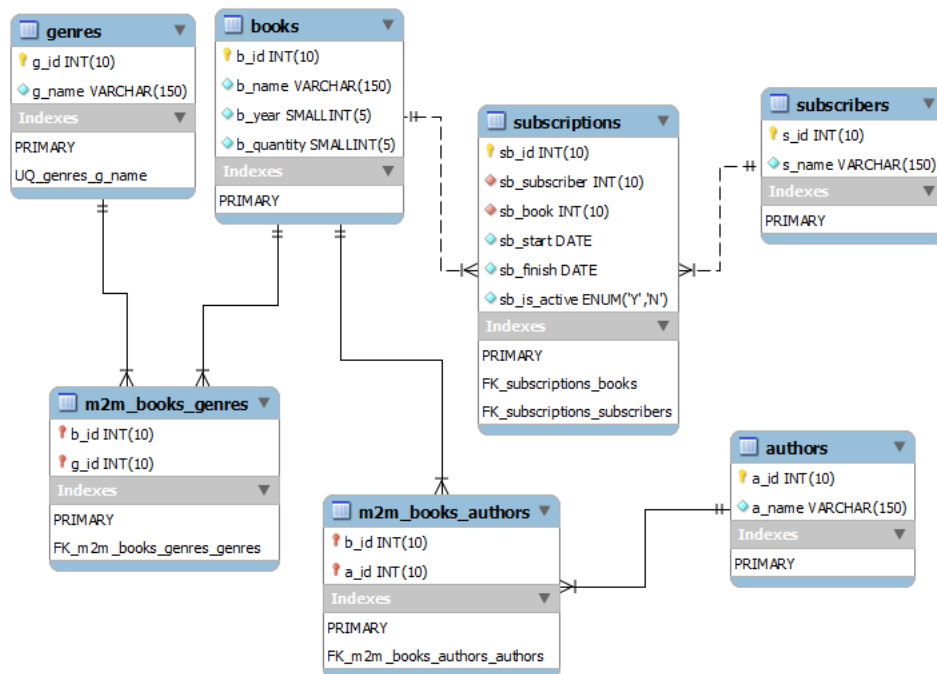 genres
g_id INT(10)
g_name VARCHAR(150)
Indexes
PRIMARY
UQ_genres_g_name
books
b_id INT(10)
b_name VARCHAR(150)
b_year SMALLINT(5)
b_quantity SMALLINT(5)
Indexes
PRIMARY
subscriptions
sb_id INT(10)
sb_subscriber INT(10)
sb_book INT(10)
sb_start DATE
sb_finish DATE
sb_is_active ENUM('Y','N')
Indexes
PRIMARY
FK_subscriptions_books
FK_subscriptions_subscribers
subscribers
s_id INT(10)
s_name VARCHAR(150)
Indexes
PRIMARY
m2m_books_genres
b_id INT(10)
g_id INT(10)
Indexes
PRIMARY
FK_m2m_books_genres_genres
m2m_books_authors
b_id INT(10)
a_id INT(10)
Indexes
PRIMARY
FK_m2m_books_authors_authors
authors
a_id INT(10)
a_name VARCHAR(150)
Indexes
PRIMARY